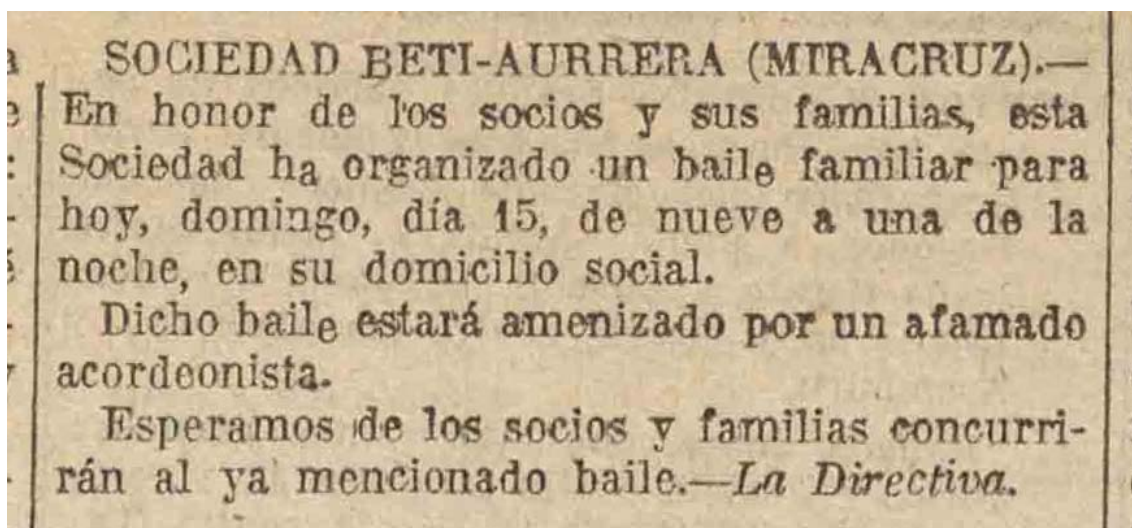 SOCIEDAD BETI-AURRERA (MIRACRUZ).—
En honor de los socios y sus familias, esta
Sociedad ha organizado un baile familiar para
hoy, domingo, día 15, de nueve a una de la
noche, en su domicilio social.
Dicho baile estará amenizado por un afamado
acordeonista.
Esperamos de los socios y familias concurri-
rán al ya mencionado baile.—La Directiva.